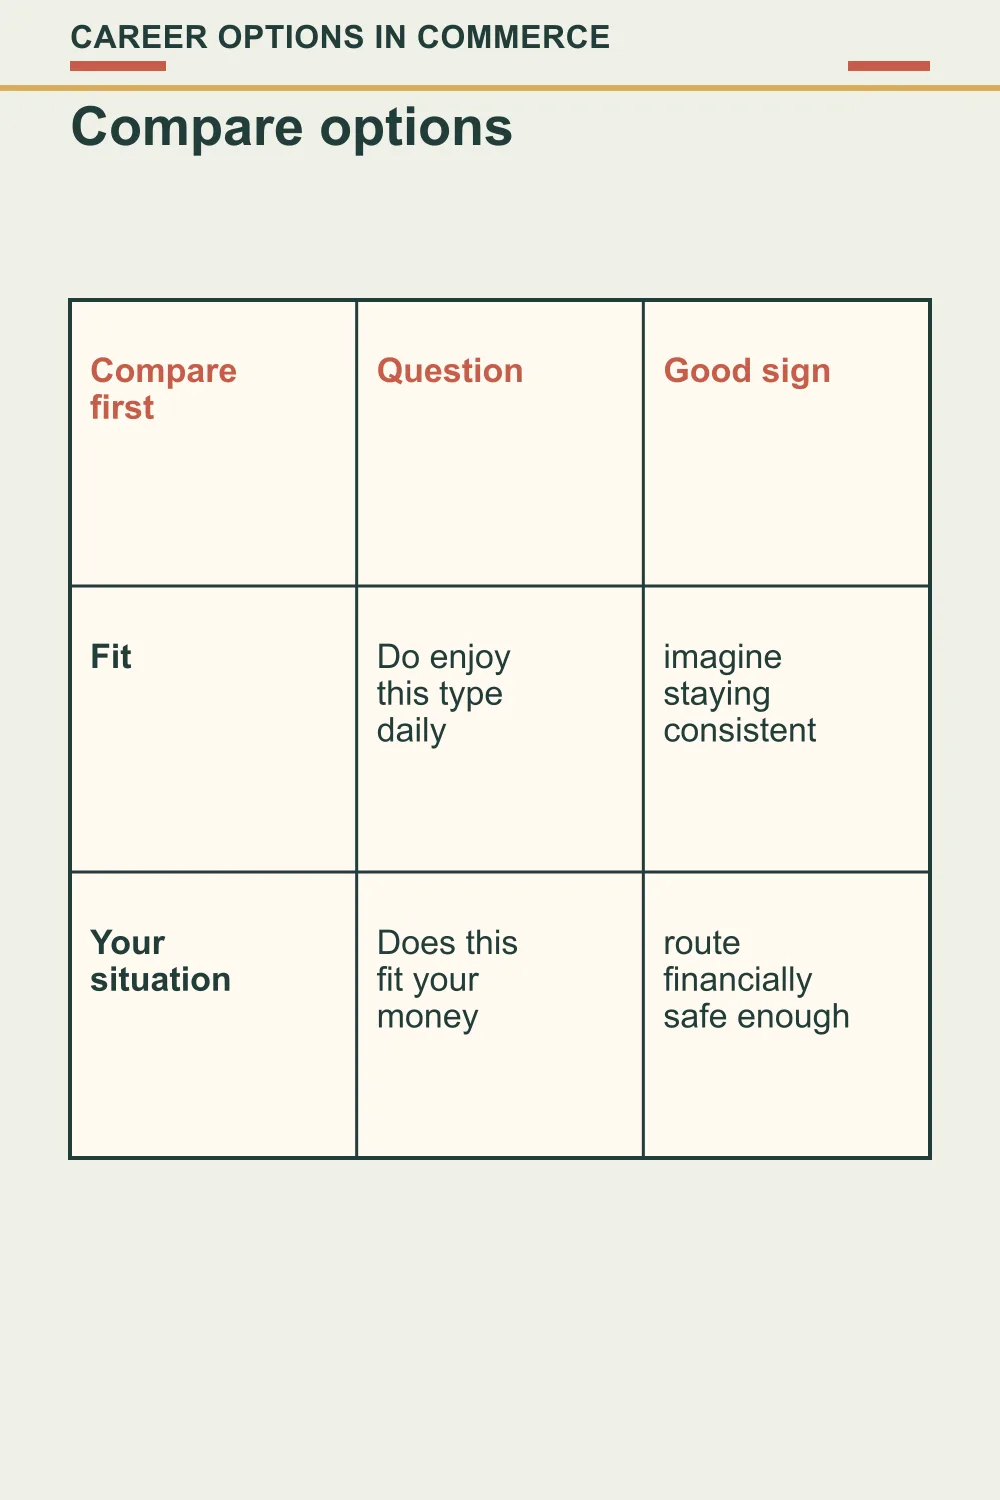 CAREER OPTIONS IN COMMERCE
Compare options
Compare
first
Question
Good sign
Fit
Do enjoy
this type
daily
imagine
staying
consistent
Your
situation
Does this
fit your
money
route
financially
safe enough